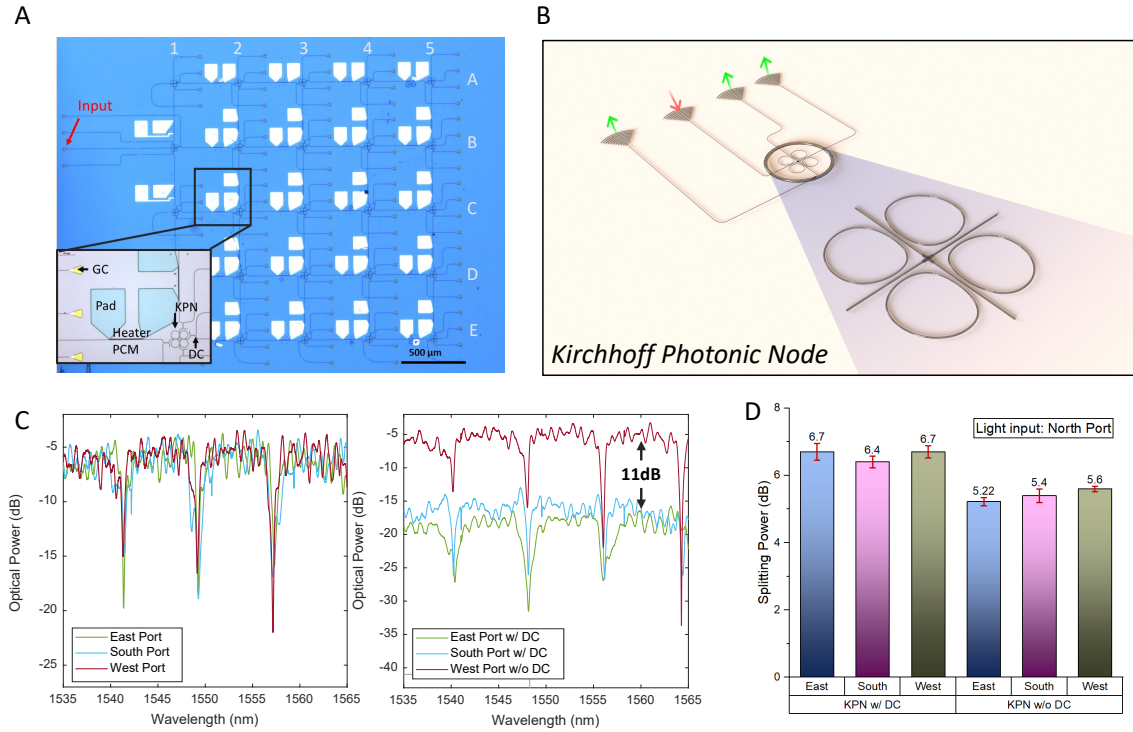 A
1 2 3 4 5
A
B
C
D
E
Input
GC
Pad
KPN
Heater
PCM
DC
500 μm
B
Kirchhoff Photonic Node
C
Optical Power (dB)
-5
-10
-15
-20
-25
East Port
South Port
West Port
1535 1540 1545 1550 1555 1560 1565
Wavelength (nm)
Optical Power (dB)
-5
-10
-15
-20
-25
-30
-35
-40
11dB
East Port w/ DC
South Port w/ DC
West Port w/o DC
1535 1540 1545 1550 1555 1560 1565
Wavelength (nm)
D
Light input: North Port
Splitting Power (dB)
8
6
4
2
0
6.7 6.4 6.7 5.22 5.4 5.6
East South West East South West
KPN w/ DC KPN w/o DC